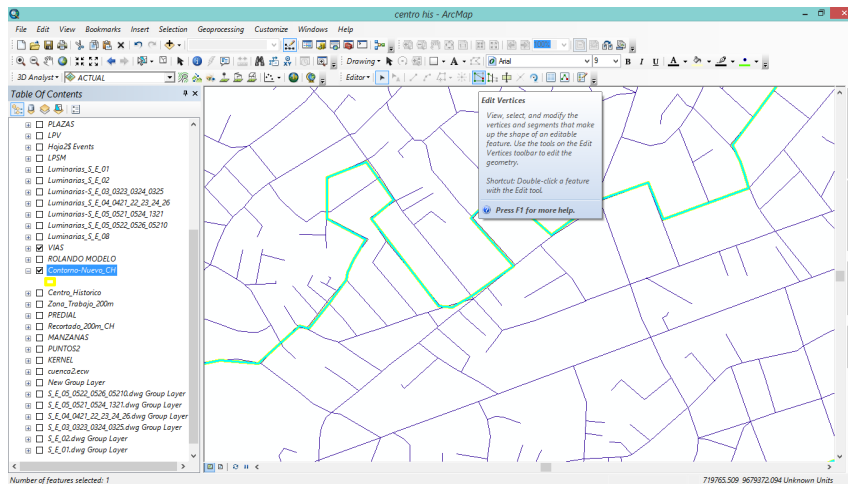 centro his - ArcMap
File Edit View Bookmarks Insert Selection Geoprocessing Customize Windows Help
Drawing A Arial 9 B I U A
3D Analyst ACTUAL Editor
Table Of Contents
PLAZAS
LPV
Hoja2$ Events
LPSM
Luminarias_S_E_01
Luminarias_S_E_02
Luminarias-S_E_03_0323_0324_0325
Luminarias_S_E_04_0421_22_23_24_26
Luminarias-S_E_05_0521_0524_1321
Luminarias_S_E_05_0522_0526_05210
Luminarias_S_E_08
VIAS
ROLANDO MODELO
Contorno-Nuevo_CH
Centro_Historico
Zona_Trabajo_200m
PREDIAL
Recortado_200m_CH
MANZANAS
PUNTOS2
KERNEL
cuenca2.ecw
New Group Layer
S_E_05_0522_0526_05210.dwg Group Layer
S_E_05_0521_0524_1321.dwg Group Layer
S_E_04_0421_22_23_24_26.dwg Group Layer
S_E_03_0323_0324_0325.dwg Group Layer
S_E_02.dwg Group Layer
S_E_01.dwg Group Layer
Edit Vertices
View, select, and modify the
vertices and segments that make
up the shape of an editable
feature. Use the tools on the Edit
Vertices toolbar to edit the
geometry.
Shortcut: Double-click a feature
with the Edit tool.
Press F1 for more help.
Number of features selected: 1
719765.509 9679372.094 Unknown Units